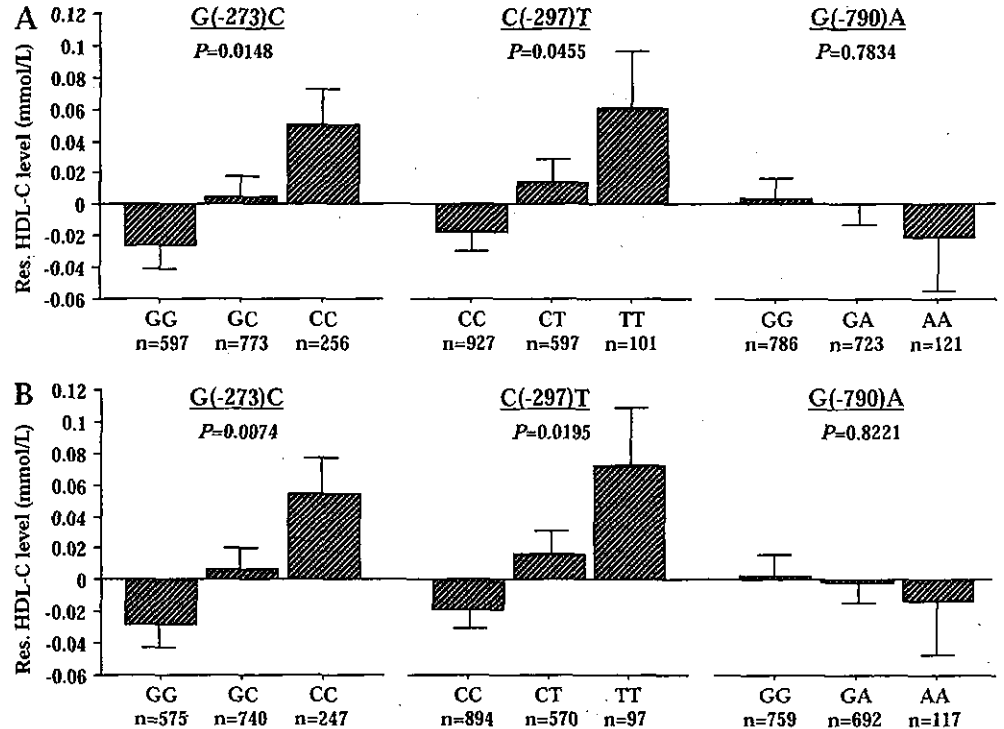 A
G(-273)C C(-297)T G(-790)A
P=0.0148 P=0.0455 P=0.7834
Res. HDL-C level (mmol/L)
0.12
0.1
0.08
0.06
0.04
0.02
0
-0.02
-0.04
-0.06
GG GC CC CC CT TT GG GA AA
n=597 n=773 n=256 n=927 n=597 n=101 n=786 n=723 n=121
B
G(-273)C C(-297)T G(-790)A
P=0.0074 P=0.0195 P=0.8221
Res. HDL-C level (mmol/L)
0.12
0.1
0.08
0.06
0.04
0.02
0
-0.02
-0.04
-0.06
GG GC CC CC CT TT GG GA AA
n=575 n=740 n=247 n=894 n=570 n=97 n=759 n=692 n=117